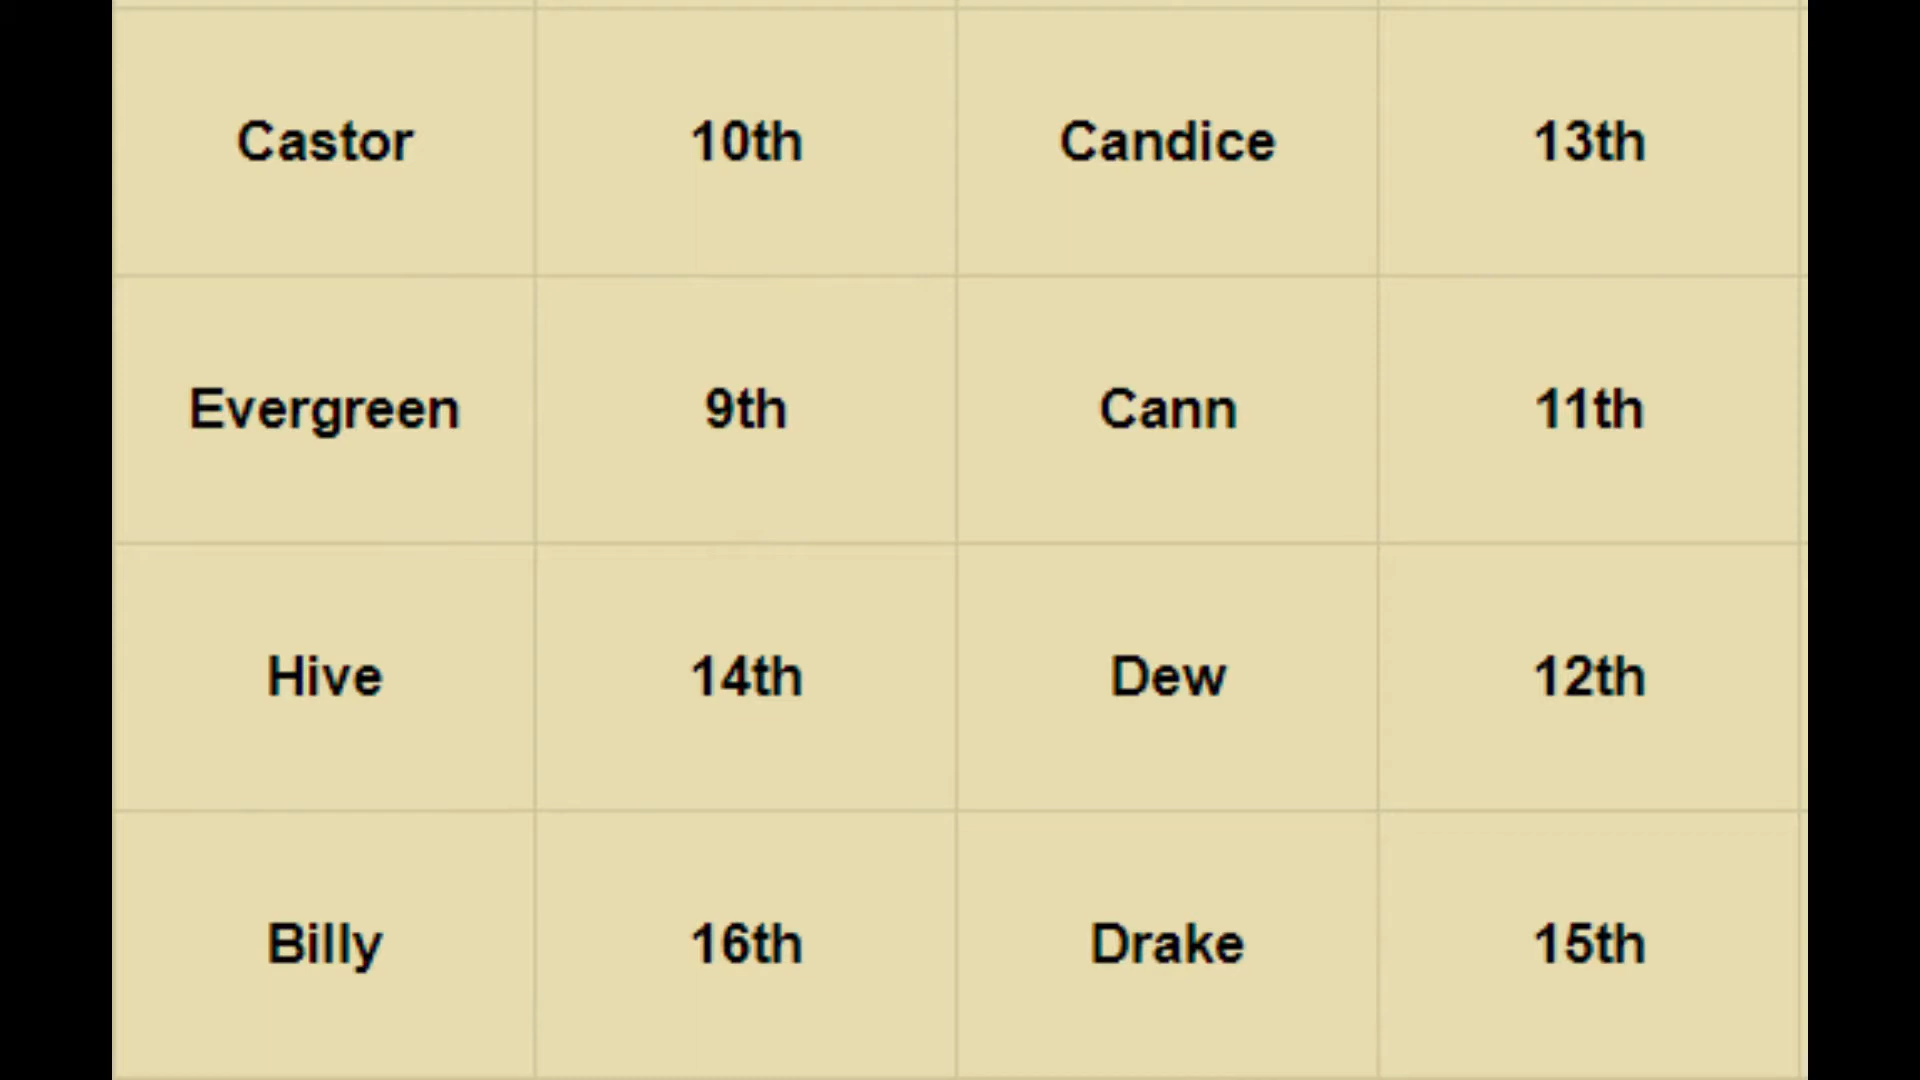 Castor 10th Candice 13th
Evergreen 9th Cann 11th
Hive 14th Dew 12th
Billy 16th Drake 15th